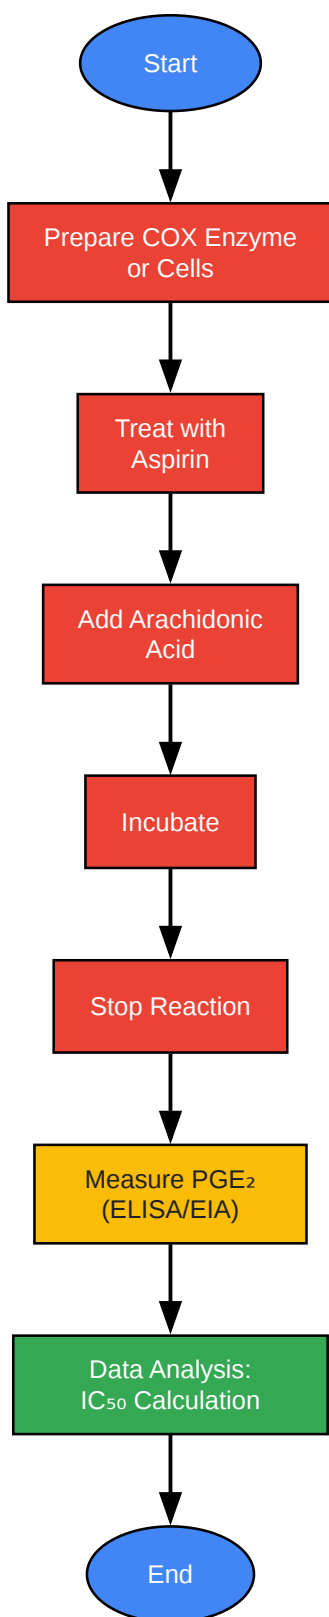 Start
Prepare COX Enzyme
or Cells
Treat with
Aspirin
Add Arachidonic
Acid
Incubate
Stop Reaction
Measure PGE₂
(ELISA/EIA)
Data Analysis:
IC₅₀ Calculation
End